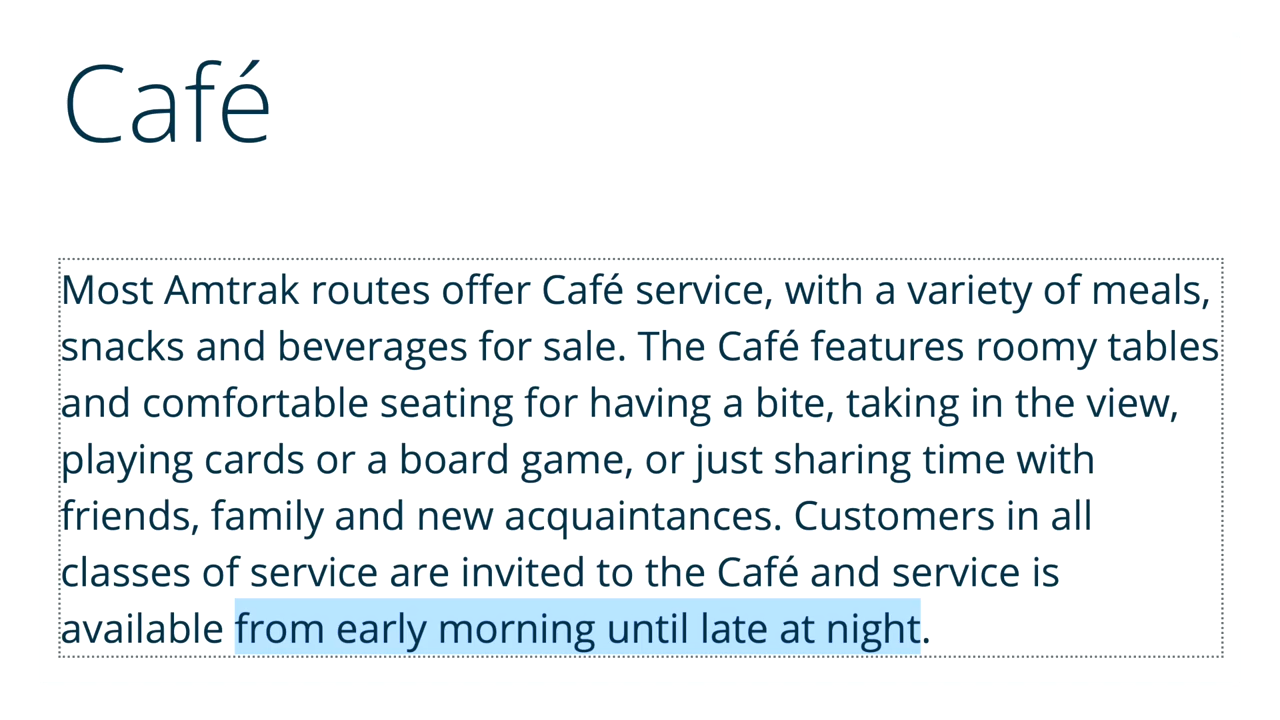 Café
Most Amtrak routes offer Café service, with a variety of meals,
snacks and beverages for sale. The Café features roomy tables
and comfortable seating for having a bite, taking in the view,
playing cards or a board game, or just sharing time with
friends, family and new acquaintances. Customers in all
classes of service are invited to the Café and service is
available from early morning until late at night.